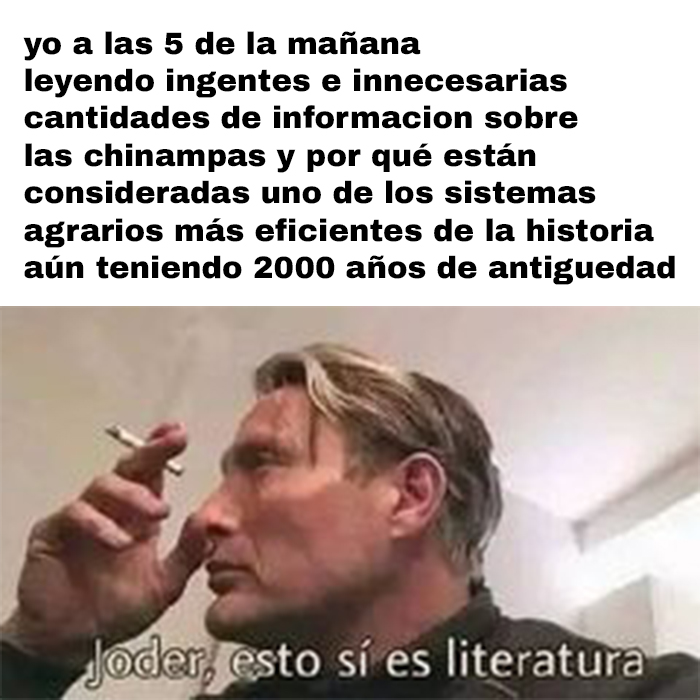 yo a las 5 de la mañana
leyendo ingentes e innecesarias
cantidades de informacion sobre
las chinampas y por qué están
consideradas uno de los sistemas
agrarios más eficientes de la historia
aún teniendo 2000 años de antiguedad
Joder, esto sí es literatura